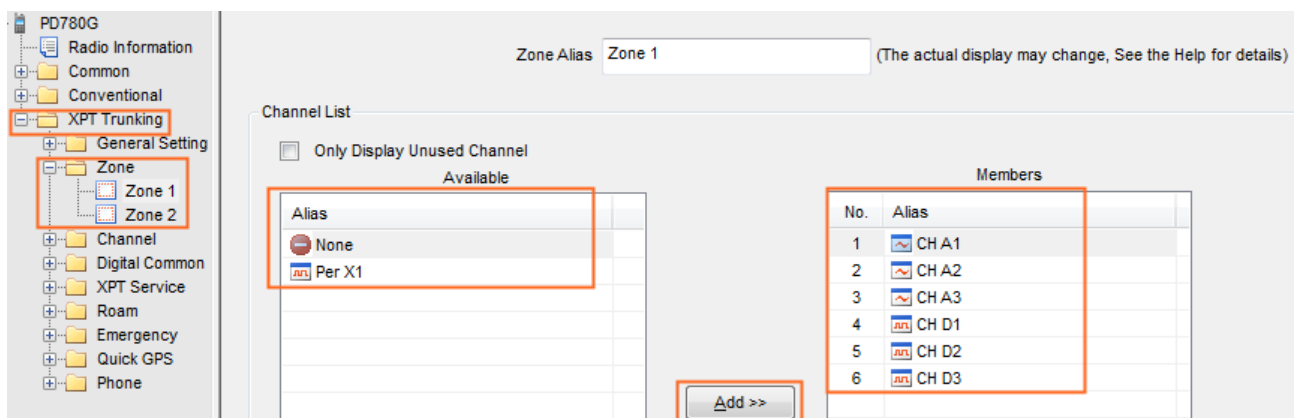 PD780G
Radio Information
Common
Conventional
XPT Trunking
General Setting
Zone
Zone 1
Zone 2
Channel
Digital Common
XPT Service
Roam
Emergency
Quick GPS
Phone
Zone Alias Zone 1 (The actual display may change, See the Help for details)
Channel List
Only Display Unused Channel
Available
Alias
None
Per X1
Add >>
Members
No. Alias
1 CH A1
2 CH A2
3 CH A3
4 CH D1
5 CH D2
6 CH D3